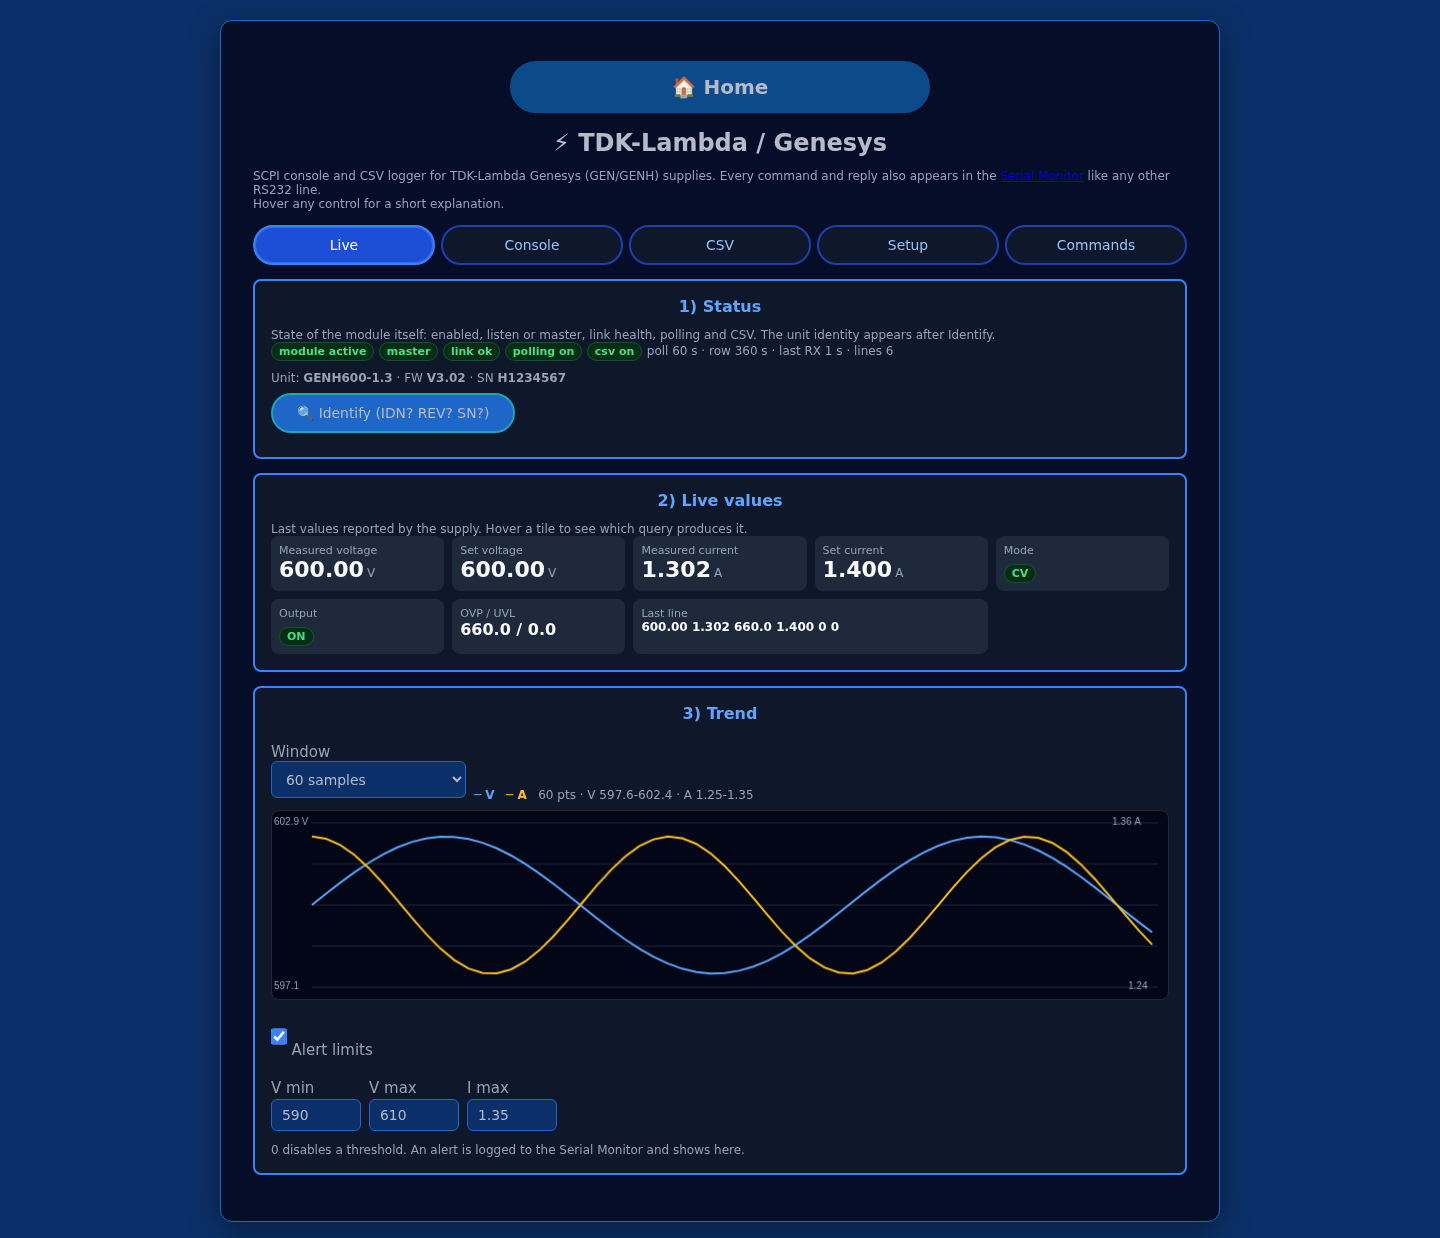 🏠 Home
⚡ TDK-Lambda / Genesys
SCPI console and CSV logger for TDK-Lambda Genesys (GEN/GENH) supplies. Every command and reply also appears in the Serial Monitor like any other
RS232 line.
Hover any control for a short explanation.
Live Console CSV Setup Commands
1) Status
State of the module itself: enabled, listen or master, link health, polling and CSV. The unit identity appears after Identify.
module active master link ok polling on csv on poll 60 s · row 360 s · last RX 1 s · lines 6
Unit: GENH600-1.3 · FW V3.02 · SN H1234567
🔍 Identify (IDN? REV? SN?)
2) Live values
Last values reported by the supply. Hover a tile to see which query produces it.
Measured voltage Set voltage Measured current Set current Mode
600.00 V 600.00 V 1.302 A 1.400 A CV
Output OVP / UVL Last line
ON 660.0 / 0.0 600.00 1.302 660.0 1.400 0 0
3) Trend
Window
60 samples
– V – A 60 pts · V 597.6-602.4 · A 1.25-1.35
602.9 V 1.36 A
597.1 1.24
Alert limits
V min V max I max
590 610 1.35
0 disables a threshold. An alert is logged to the Serial Monitor and shows here.